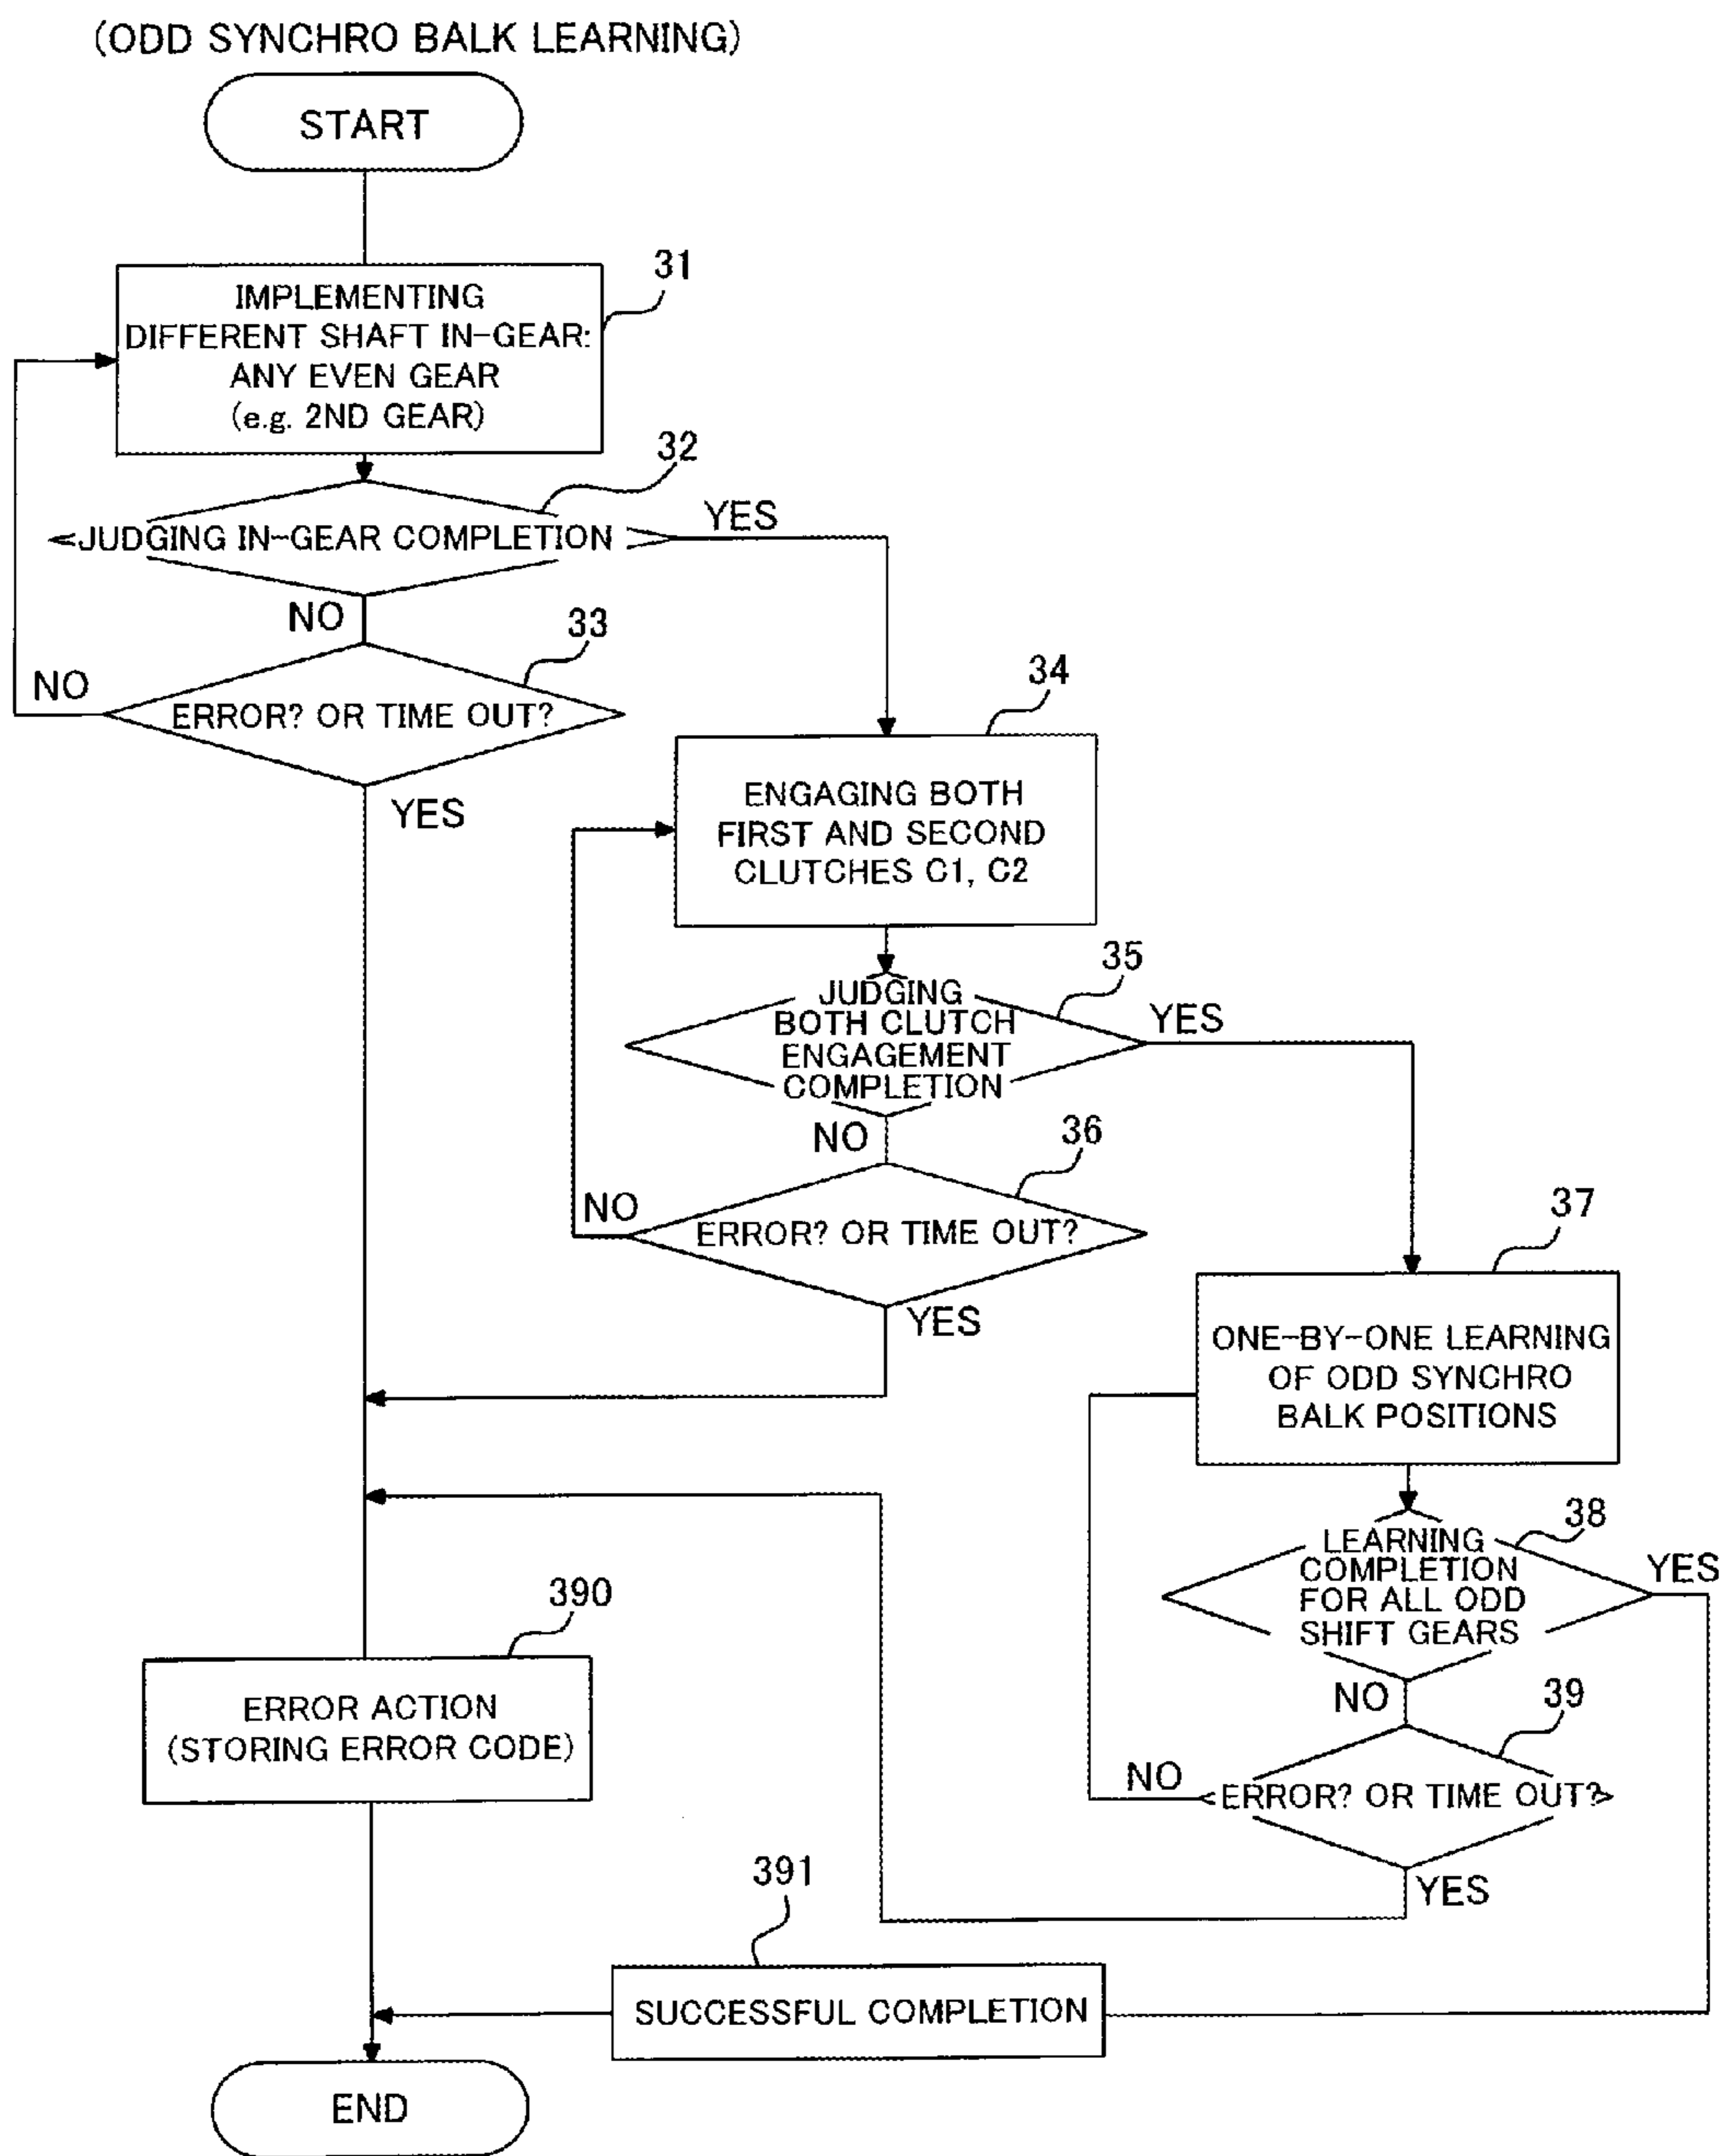 (ODD SYNCHRO BALK LEARNING)
START
31
IMPLEMENTING
DIFFERENT SHAFT IN-GEAR:
ANY EVEN GEAR
(e.g. 2ND GEAR)
32
JUDGING IN-GEAR COMPLETION
YES
NO
33
NO
ERROR? OR TIME OUT?
YES
34
ENGAGING BOTH
FIRST AND SECOND
CLUTCHES C1, C2
35
JUDGING
BOTH CLUTCH
ENGAGEMENT
COMPLETION
YES
NO
36
NO
ERROR? OR TIME OUT?
YES
37
ONE-BY-ONE LEARNING
OF ODD SYNCHRO
BALK POSITIONS
38
LEARNING
COMPLETION
FOR ALL ODD
SHIFT GEARS
YES
NO
39
NO
ERROR? OR TIME OUT?
YES
390
ERROR ACTION
(STORING ERROR CODE)
391
SUCCESSFUL COMPLETION
END